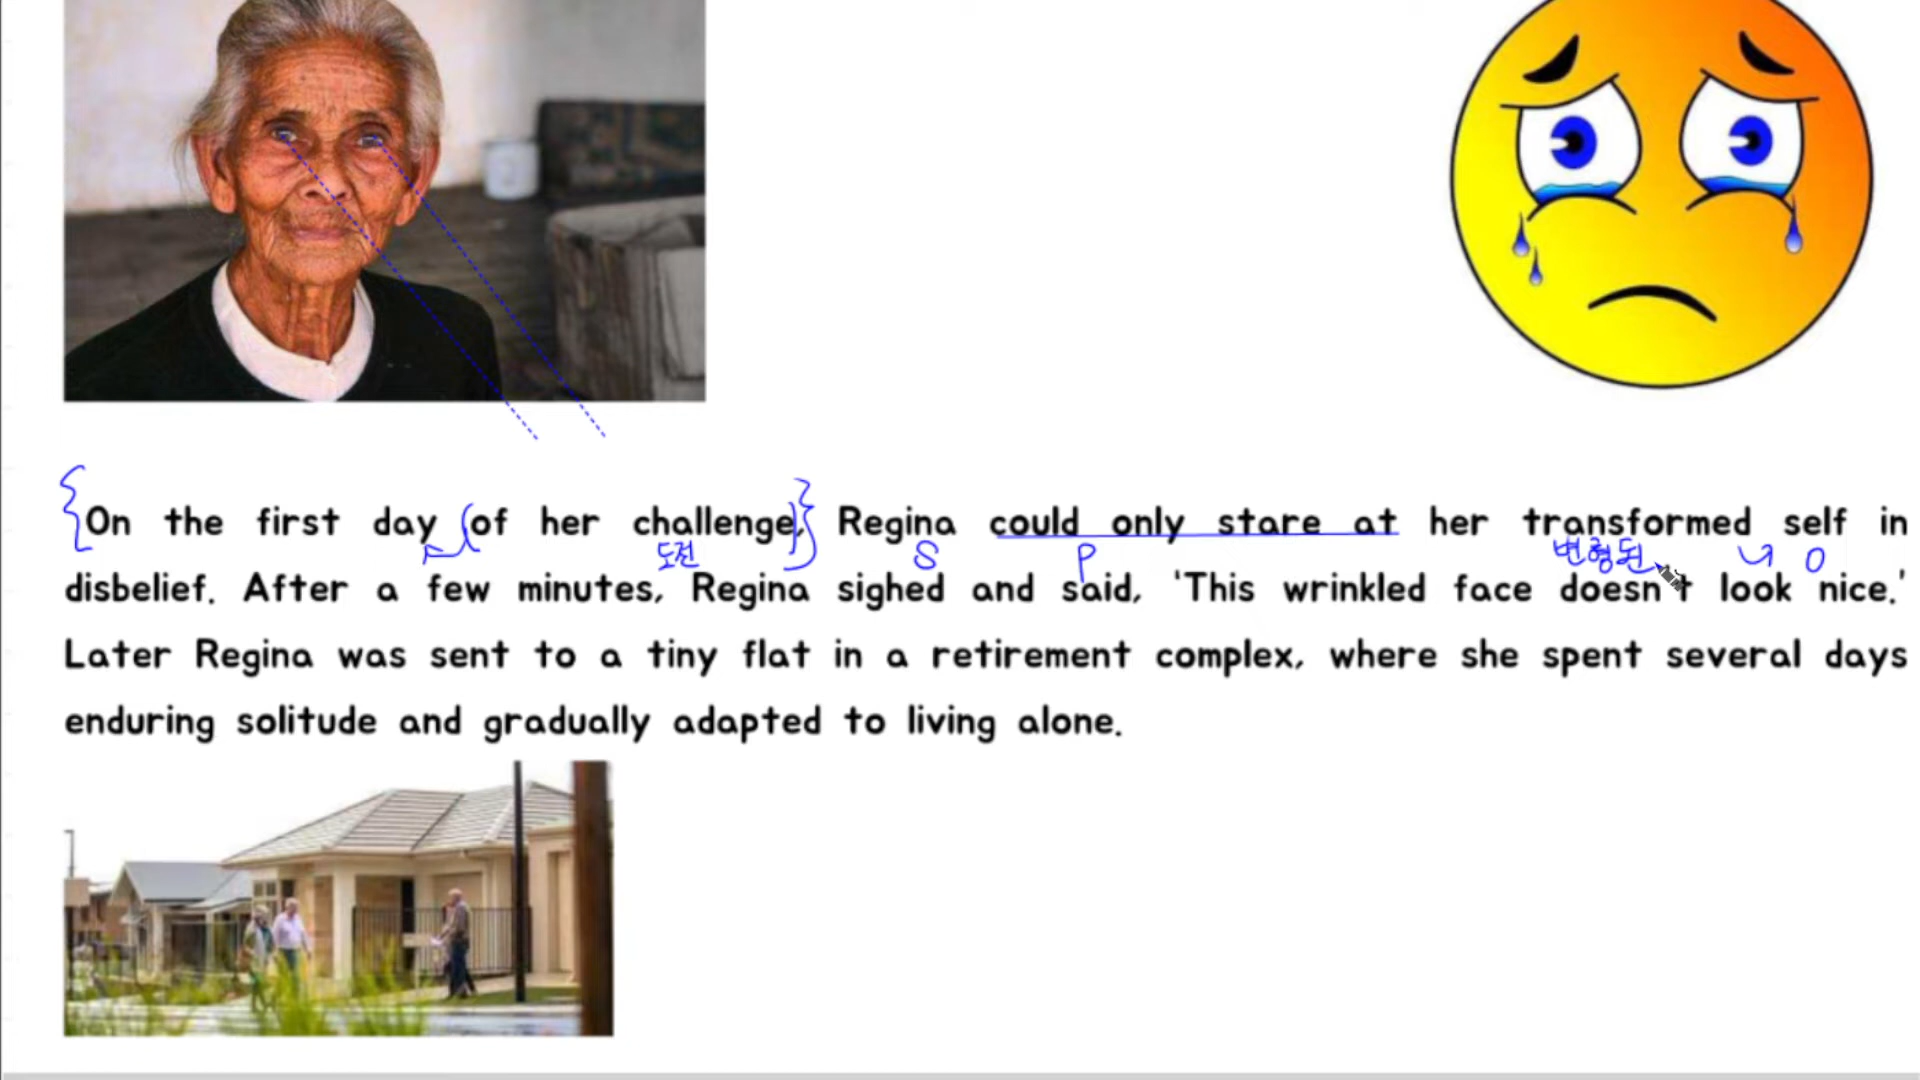 On the first day of her challenge, Regina could only stare at her transformed self in
도전 S P 변형된 O
disbelief. After a few minutes, Regina sighed and said, 'This wrinkled face doesn't look nice.'
Later Regina was sent to a tiny flat in a retirement complex, where she spent several days
enduring solitude and gradually adapted to living alone.